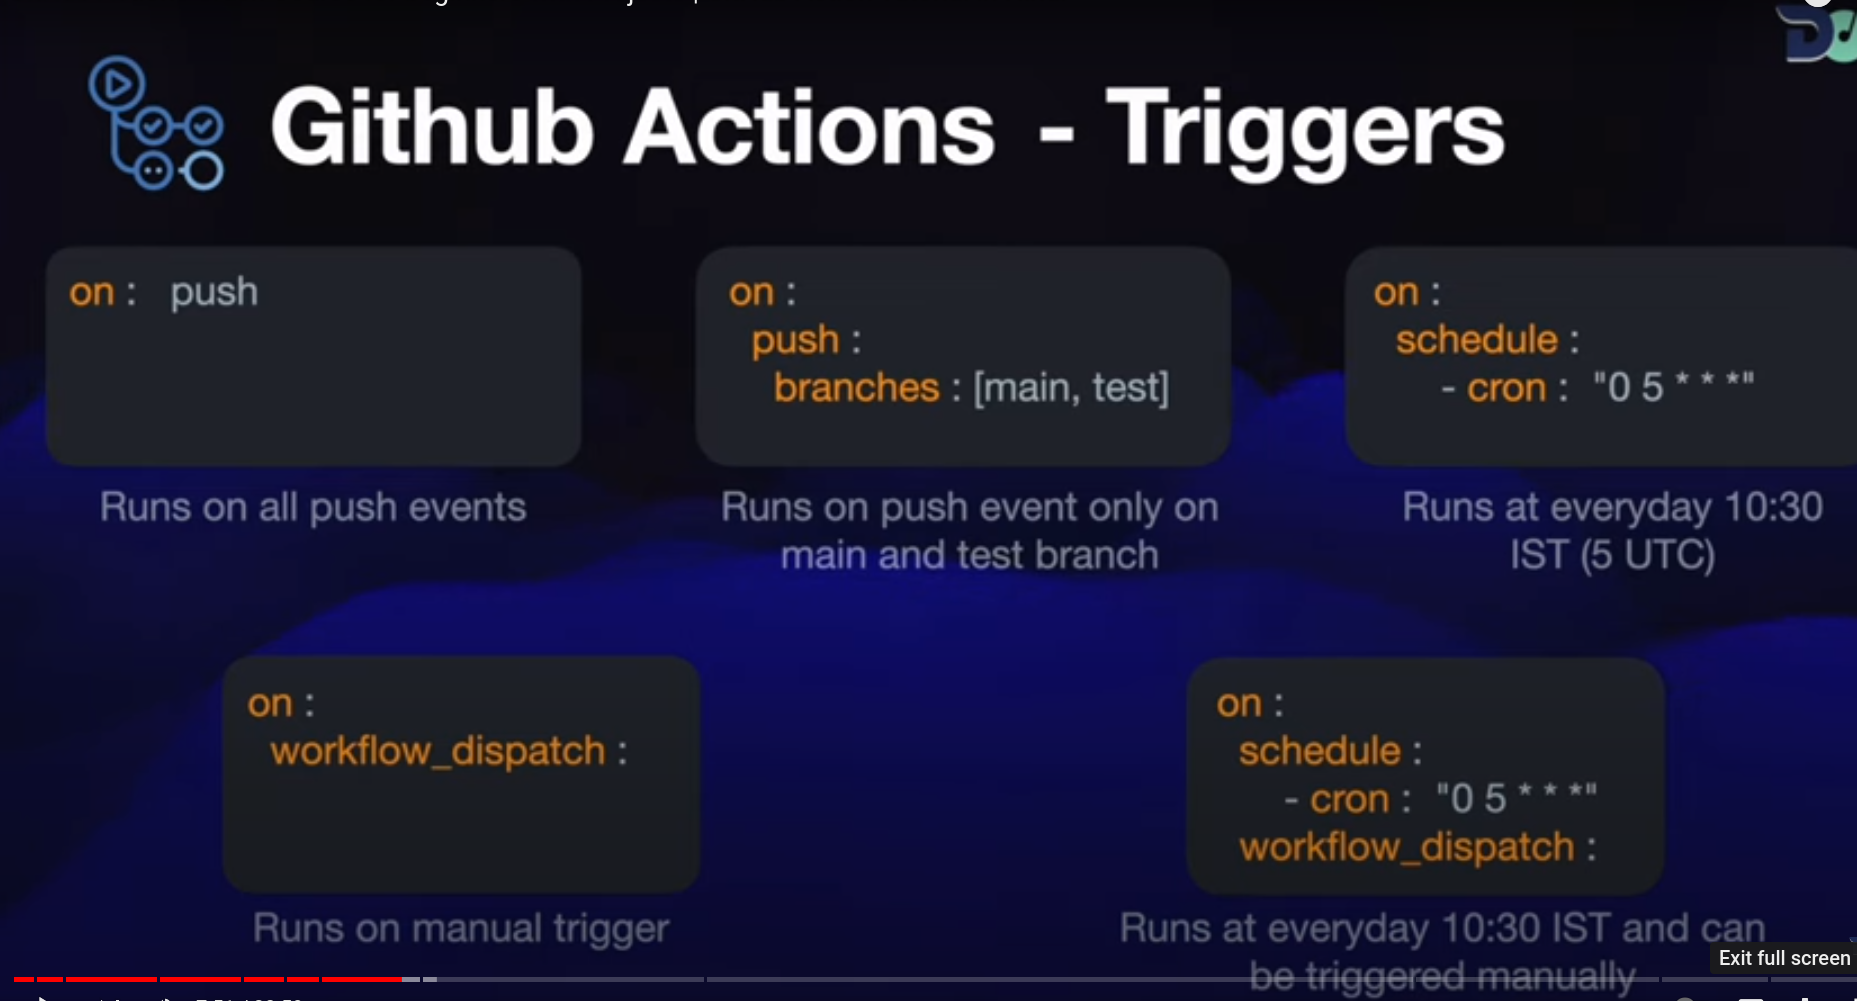 Github Actions - Triggers
on : push
Runs on all push events
on :
push :
branches : [main, test]
Runs on push event only on
main and test branch
on :
schedule :
- cron : "0 5 * * *"
Runs at everyday 10:30
IST (5 UTC)
on :
workflow_dispatch :
Runs on manual trigger
on :
schedule :
- cron : "0 5 * * *"
workflow_dispatch :
Runs at everyday 10:30 IST and can
be triggered manually
Exit full screen